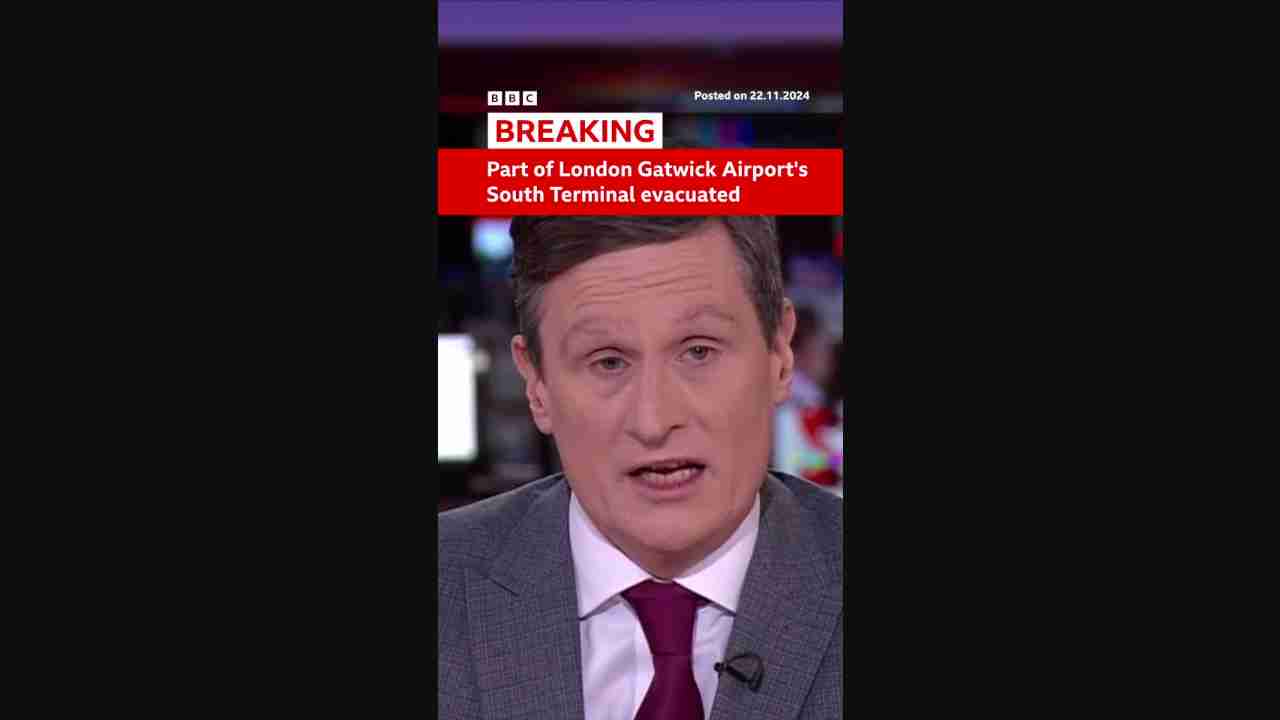 BBC
Posted on 22.11.2024
BREAKING
Part of London Gatwick Airport's
South Terminal evacuated